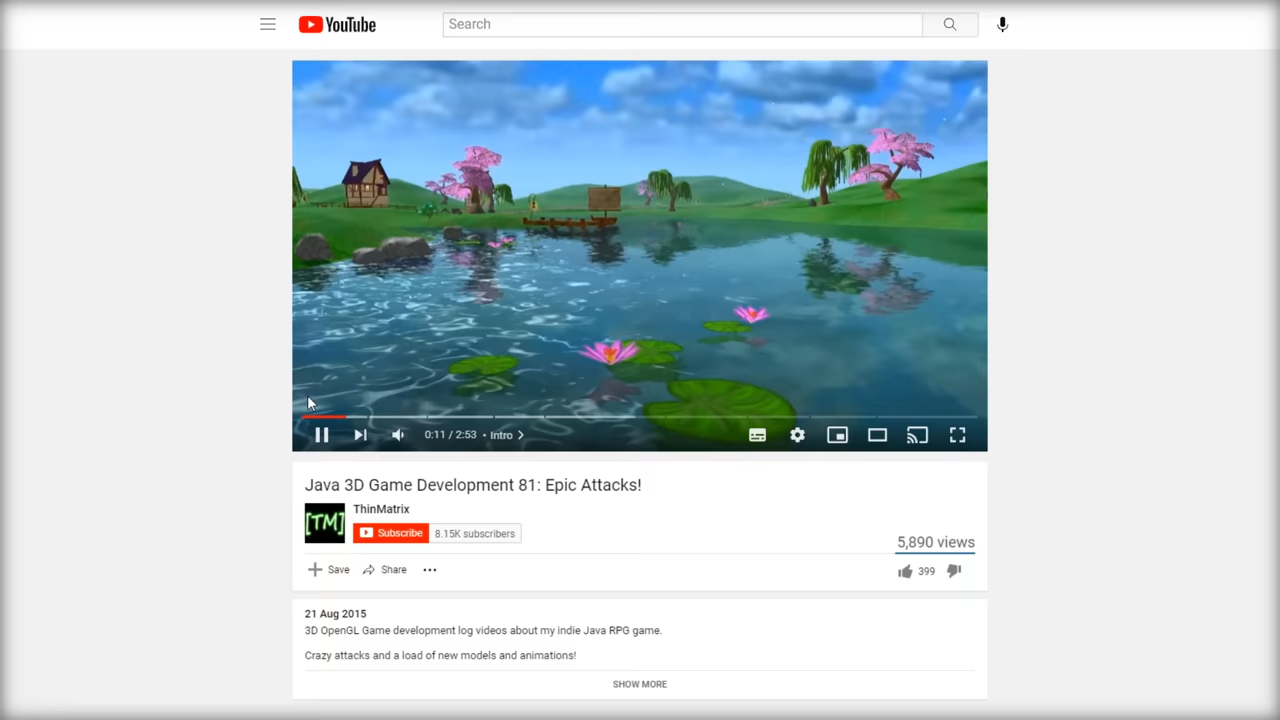 YouTube
Search
0:11 / 2:53 • Intro
Java 3D Game Development 81: Epic Attacks!
[TM]
ThinMatrix
Subscribe 8.15K subscribers
5,890 views
Save Share
399
21 Aug 2015
3D OpenGL Game development log videos about my indie Java RPG game.
Crazy attacks and a load of new models and animations!
SHOW MORE